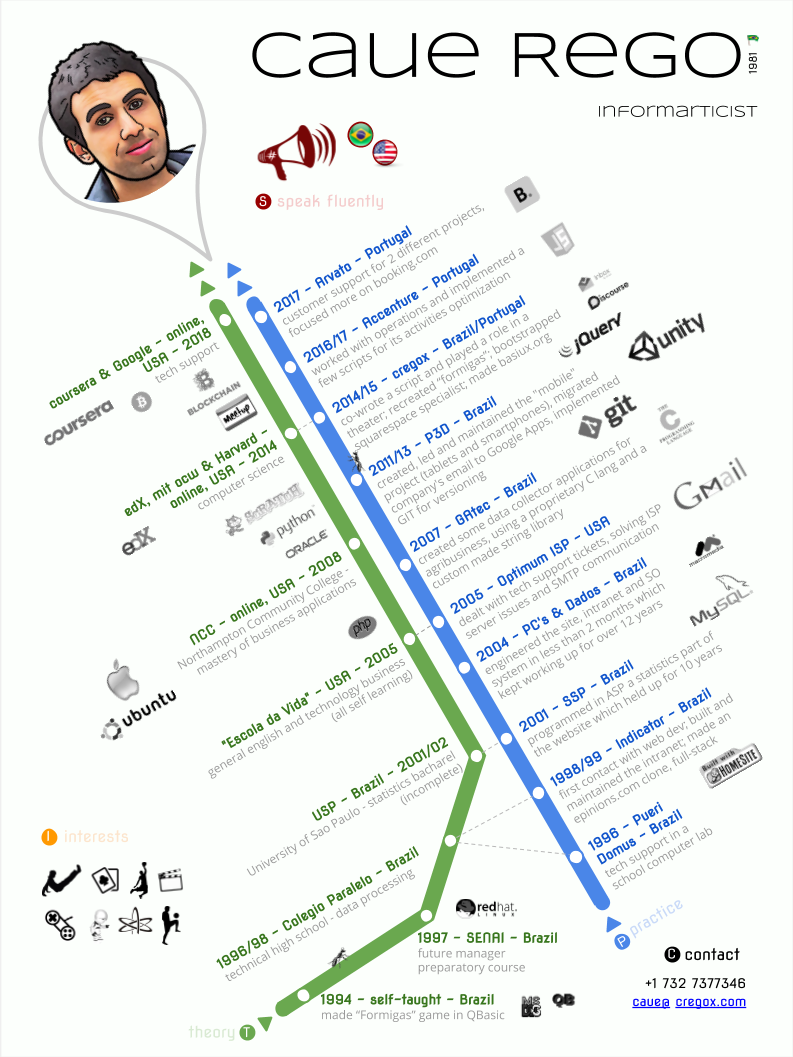 caue rego
1981
informarticist
S speak fluently
2017 - Arvato - Portugal
customer support for 2 different projects,
focused more on booking.com
2016/17 - Accenture - Portugal
worked with operations and implemented a
few scripts for its activities optimization
2014/15 - cregox - Brazil/Portugal
co-wrote a script and played a role in a
theater; recreated "formigas"; bootstrapped
squarespace specialist; made basiux.org
2011/13 - P3D - Brazil
created, led and maintained the "mobile"
project (tablets and smartphones), migrated
company's email to Google Apps, implemented
GIT for versioning
2007 - GAtec - Brazil
created some data collector applications for
agribusiness, using a proprietary C lang and a
custom made string library
2005 - Optimum ISP - USA
dealt with tech support tickets, solving ISP
server issues and SMTP communication
2004 - PC's & Dados - Brazil
engineered the site, intranet and SO
system in less than 2 months which
kept working up for over 12 years
2001 - SSP - Brazil
programmed in ASP a statistics part of
the website which held up for 10 years
1998/99 - Indicator - Brazil
first contact with web dev: built and
maintained the intranet; made an
epinions.com clone, full-stack
1996 - Pueri
Domus - Brazil
tech support in a
school computer lab
P practice
B.
JS
inbox
Discourse
jQuery
unity
git
THE
C
PROGRAMMING
LANGUAGE
GMail
macromedia
MySQL
Built with
HOMESITE
coursera & Google - online,
USA - 2018
tech support
coursera
BLOCKCHAIN
Meetup
edX, mit ocw & Harvard -
online, USA - 2014
computer science
edX
SCRATCH
python
ORACLE
NCC - online, USA - 2008
Northampton Community College -
mastery of business applications
php
"Escola da Vida" - USA - 2005
general english and technology business
(all self learning)
ubuntu
USP - Brazil - 2001/02
University of Sao Paulo - statistics bacharel
(incomplete)
I interests
1996/98 - Colegio Paralelo - Brazil
technical high school - data processing
redhat.
LINUX
1997 - SENAI - Brazil
future manager
preparatory course
1994 - self-taught - Brazil
made "Formigas" game in QBasic
MS
DOS
QB
theory T
C contact
+1 732 7377346
caue@ cregox.com